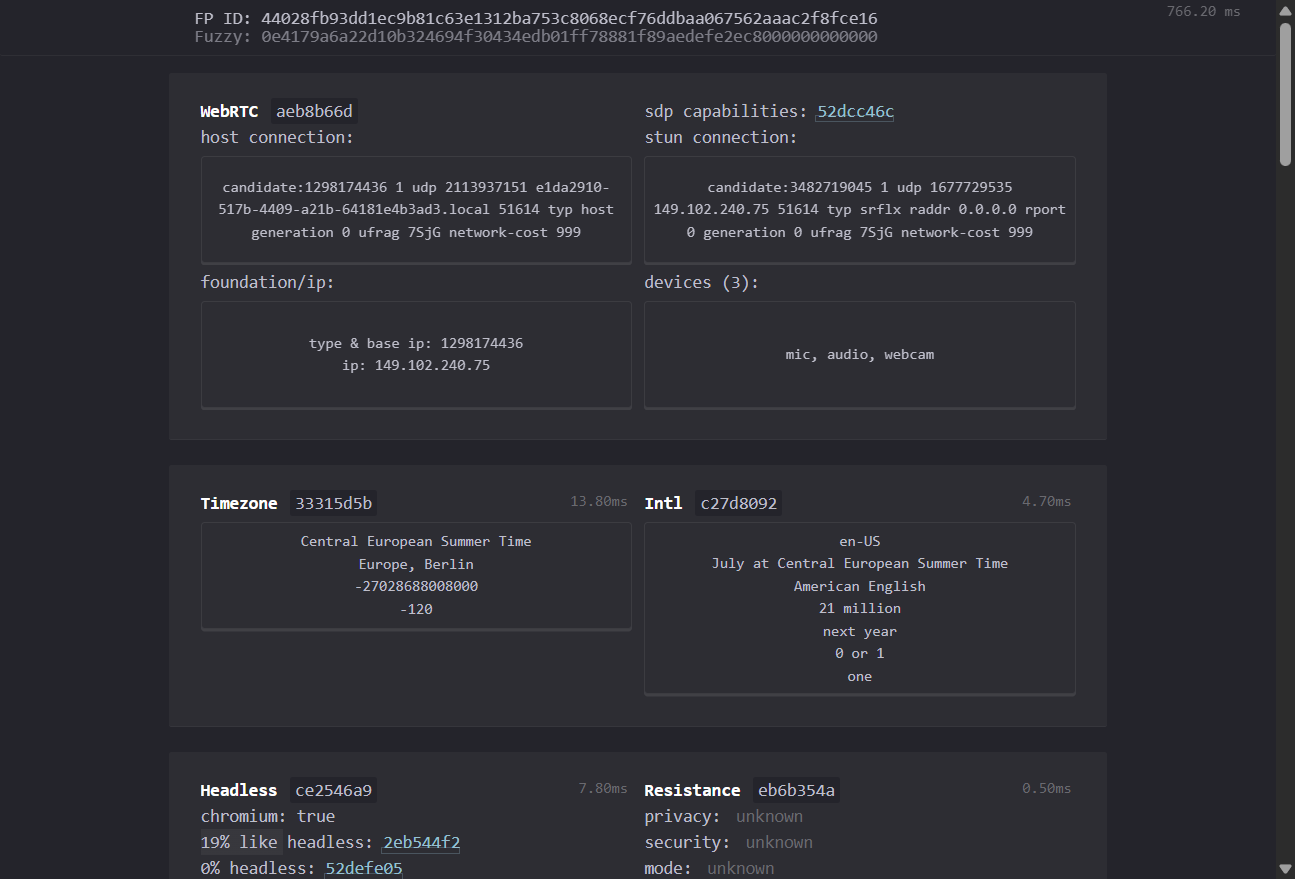 FP ID: 44028fb93dd1ec9b81c63e1312ba753c8068ecf76ddbaa067562aaac2f8fce16
766.20 ms
Fuzzy: 0e4179a6a22d10b324694f30434edb01ff78881f89aedefe2ec8000000000000
WebRTC aeb8b66d
host connection:
candidate:1298174436 1 udp 2113937151 e1da2910-
517b-4409-a21b-64181e4b3ad3.local 51614 typ host
generation 0 ufrag 7SjG network-cost 999
sdp capabilities: 52dcc46c
stun connection:
candidate:3482719045 1 udp 1677729535
149.102.240.75 51614 typ srflx raddr 0.0.0.0 rport
0 generation 0 ufrag 7SjG network-cost 999
foundation/ip:
type & base ip: 1298174436
ip: 149.102.240.75
devices (3):
mic, audio, webcam
Timezone 33315d5b 13.80ms
Central European Summer Time
Europe, Berlin
-27028688008000
-120
Intl c27d8092 4.70ms
en-US
July at Central European Summer Time
American English
21 million
next year
0 or 1
one
Headless ce2546a9 7.80ms
chromium: true
19% like headless: 2eb544f2
0% headless: 52defe05
Resistance eb6b354a 0.50ms
privacy: unknown
security: unknown
mode: unknown